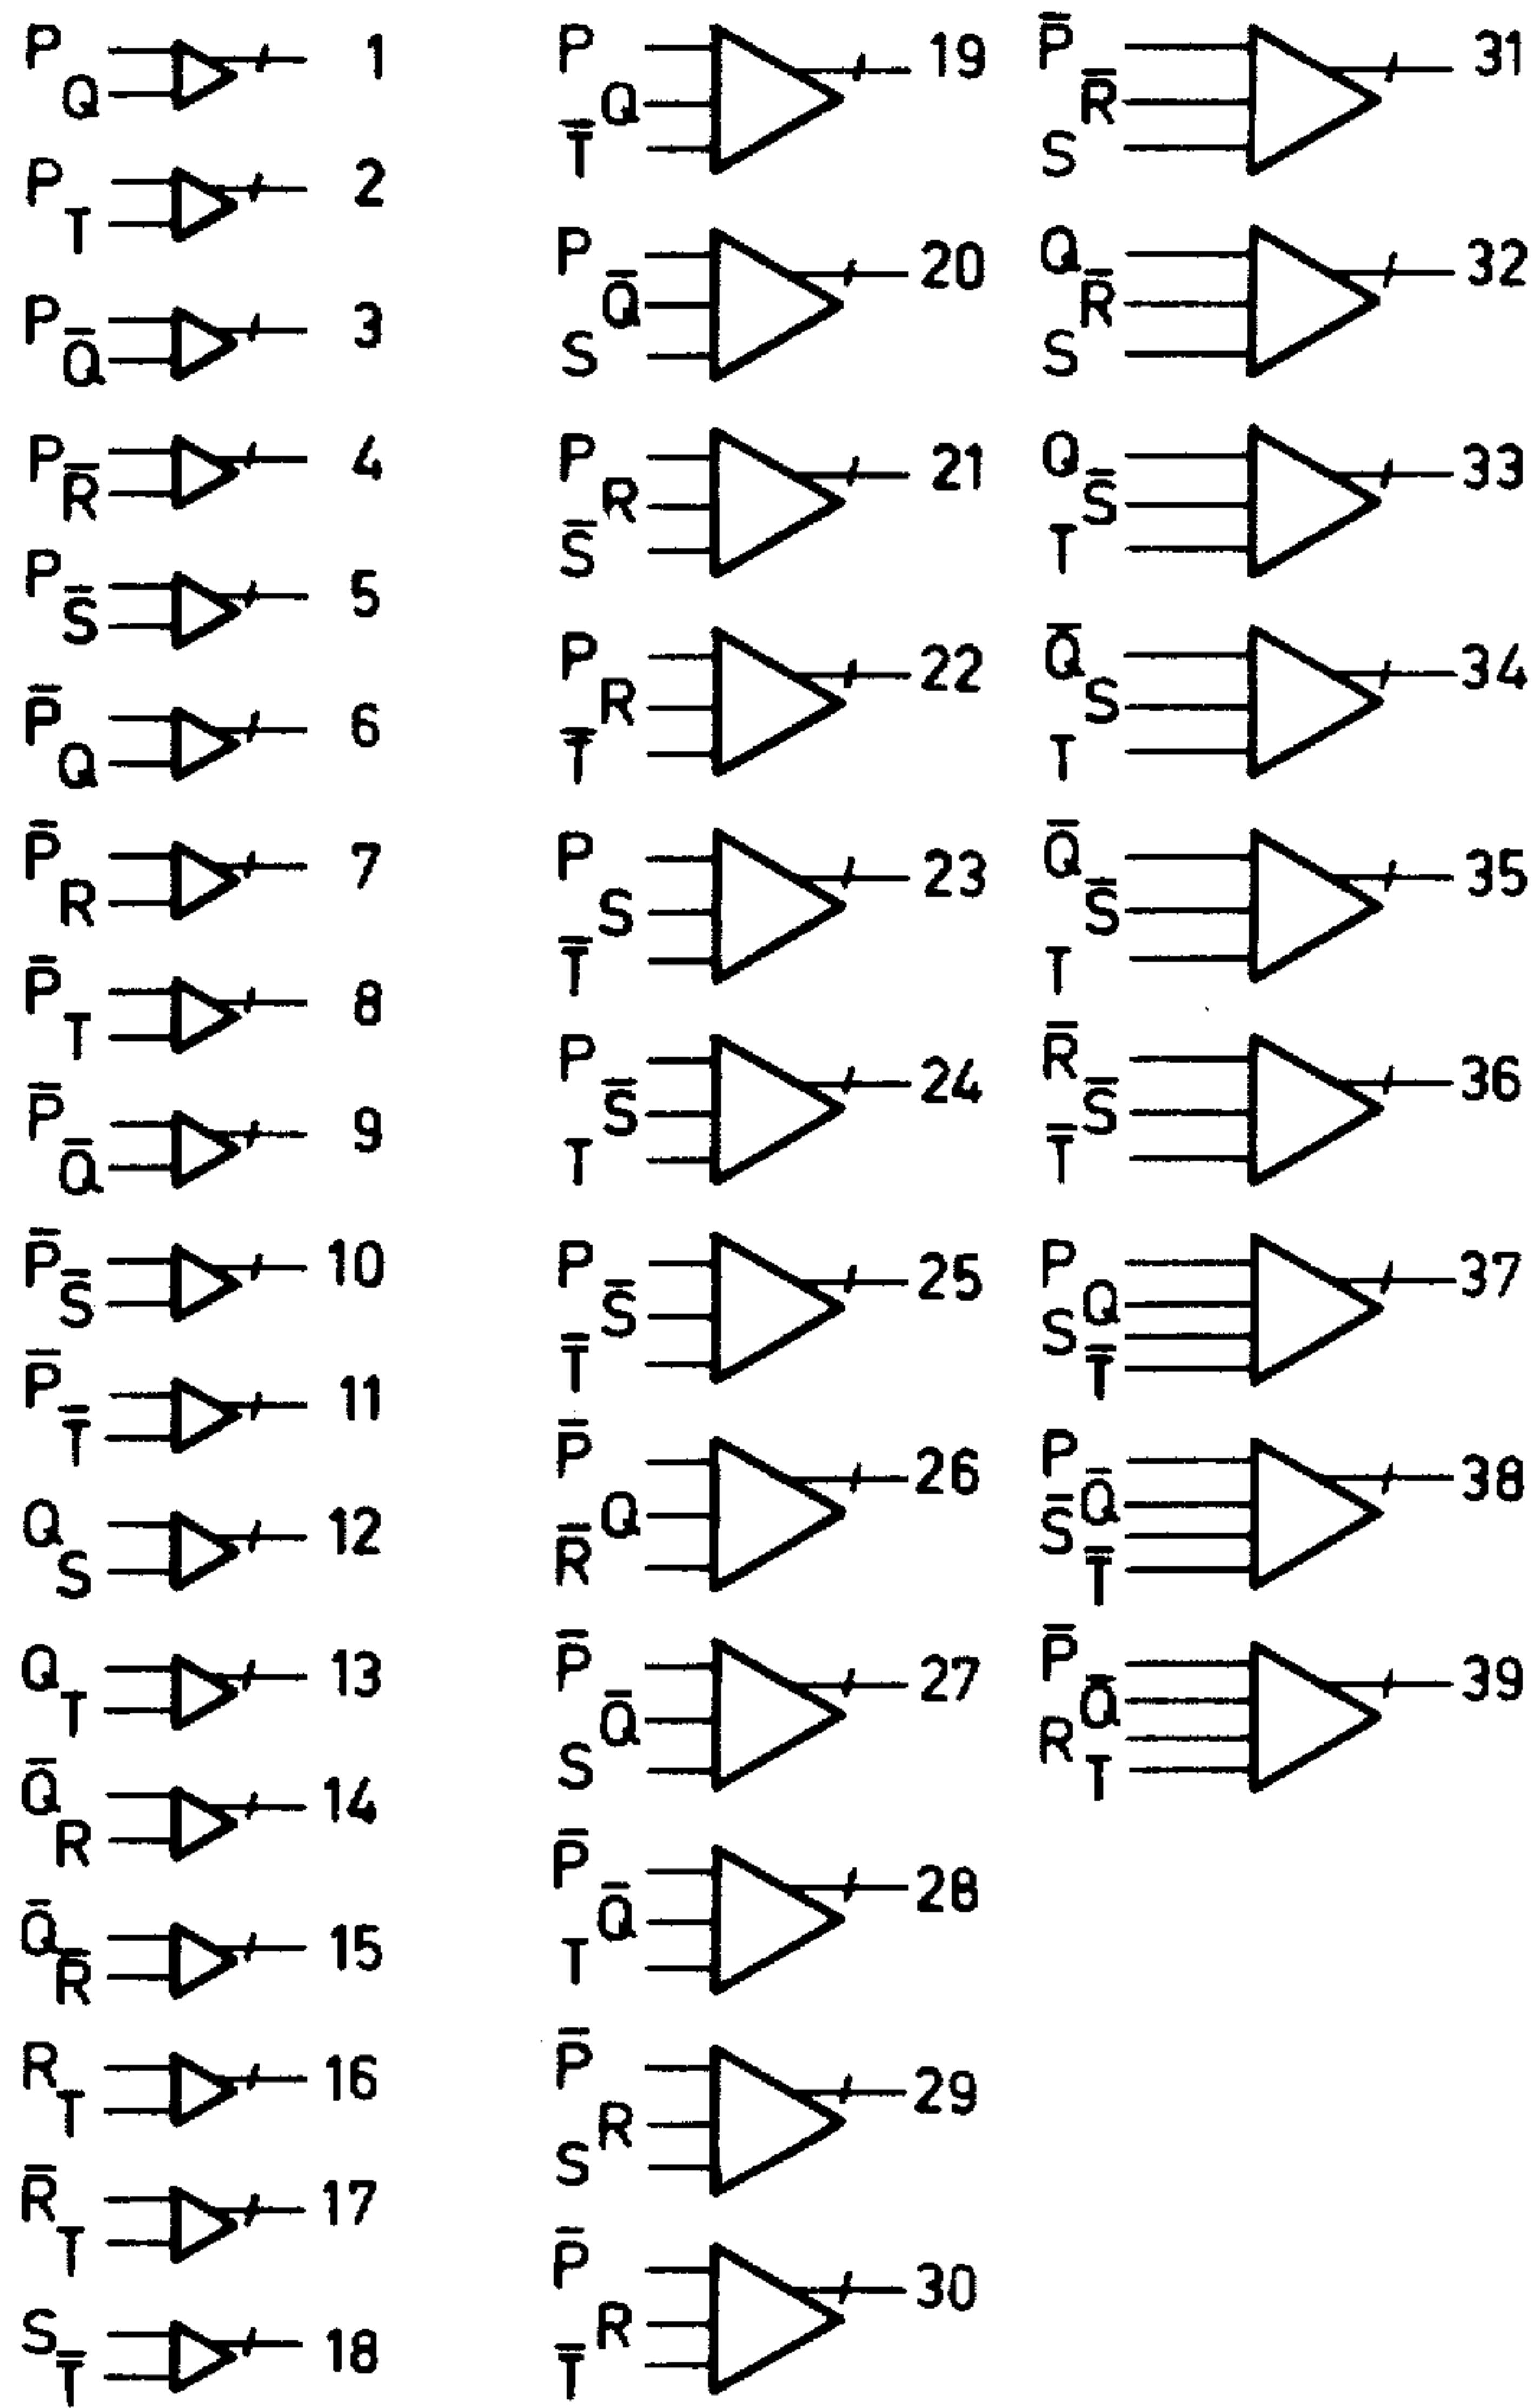 P Q 1
P T 2
P Q̅ 3
P R̅ 4
P S̅ 5
P̅ Q 6
P̅ R 7
P̅ T 8
P̅ Q̅ 9
P̅ S̅ 10
P̅ T̅ 11
Q S 12
Q T 13
Q̅ R 14
Q̅ R̅ 15
R T 16
R̅ T 17
S T̅ 18
P Q T̅ 19
P Q̅ S 20
P R S̅ 21
P R T̅ 22
P S T̅ 23
P S̅ T 24
P S̅ T̅ 25
P̅ Q R̅ 26
P̅ Q̅ S 27
P̅ Q̅ T 28
P̅ R S 29
P̅ R T̅ 30
P̅ R̅ S 31
Q R̅ S 32
Q S̅ T 33
Q̅ S T 34
Q̅ S̅ T 35
R̅ S̅ T̅ 36
P Q S T̅ 37
P Q̅ S̅ T̅ 38
P̅ Q̅ R T 39